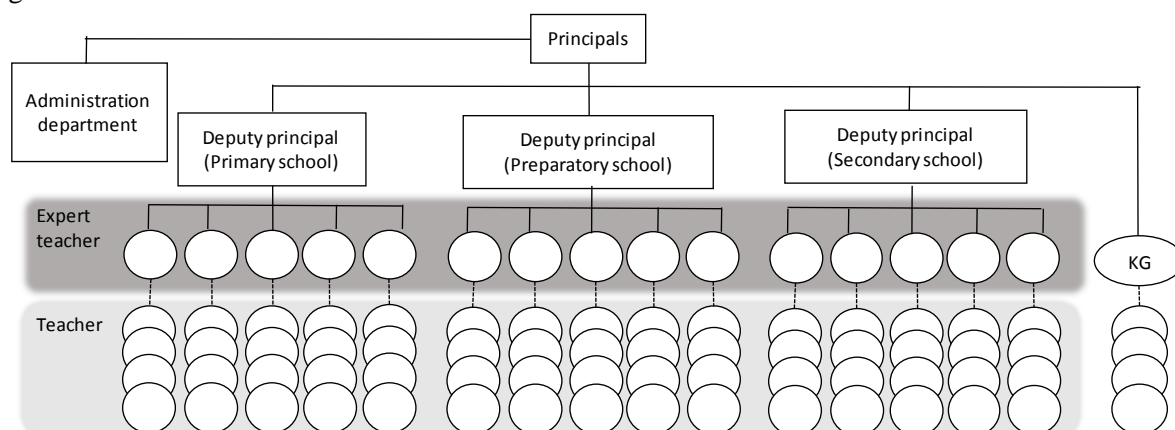 Principals
Administration
department
Deputy principal
(Primary school)
Deputy principal
(Preparatory school)
Deputy principal
(Secondary school)
Expert
teacher
KG
Teacher